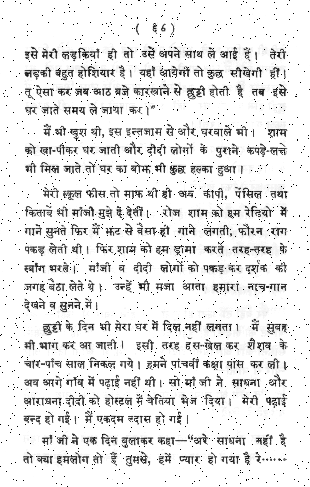 ( ६८ )
इसे मेरी लड़कियाँ ही तो उसे अपने साथ ले आई हैं । तेरी
लड़की बहुत होशियार है । यहाँ आयेगी तो कुछ सीखेगी ही।
तू ऐसा कर जब आठ बजे कारखाने से छुट्टी होती है तब इसे
घर जाते समय ले जाया कर।"
मैं भी खुश थी, इस इन्तजाम से और घरवाले भी। शाम
को खा-पीकर घर जाती और दीदी लोगों के पुराने कपड़े-लत्ते
भी मिल जाते तो घर का बोझ भी कुछ हल्का हुआ ।
मेरी स्कूल फीस तो माफ थी ही अब कापी, पेंसिल तथा
किताबें भी माँजी मुझे दे देतीं। रोज शाम को हम रेडियो में
गाने सुनते फिर मैं झट से वैसा ही गाने लगती, फौरन राग
पकड़ लेती थी। फिर शाम को हम ड्रामा करते तरह-तरह के
स्वाँग भरते। माँजी व दीदी लोगों को पकड़ कर दर्शक की
जगह बैठा लेते थे। उन्हें भी मजा आता हमारा नाच-गान
देखने व सुनने में।
छुट्टी के दिन भी मेरा घर में दिल नहीं लगता। मैं सुबह
भी भाग कर आ जाती। इसी तरह हंस-खेल कर शैशव के
चार-पाँच साल निकल गये। हमने पाँचवीं कक्षा पास कर ली।
अब आगे गाँव में पढ़ाई नहीं थी। सो माँ जी ने साधना और
आराधना दीदी को होस्टल में बेतिया भेज दिया। मेरी पढ़ाई
बन्द हो गई। मैं एकदम उदास हो गई।
माँ जी ने एक दिन बुलाकर कहा—"अरे साधना नहीं है
तो क्या हमलोग तो हैं तुमसे, हमें प्यार हो गया है रे······